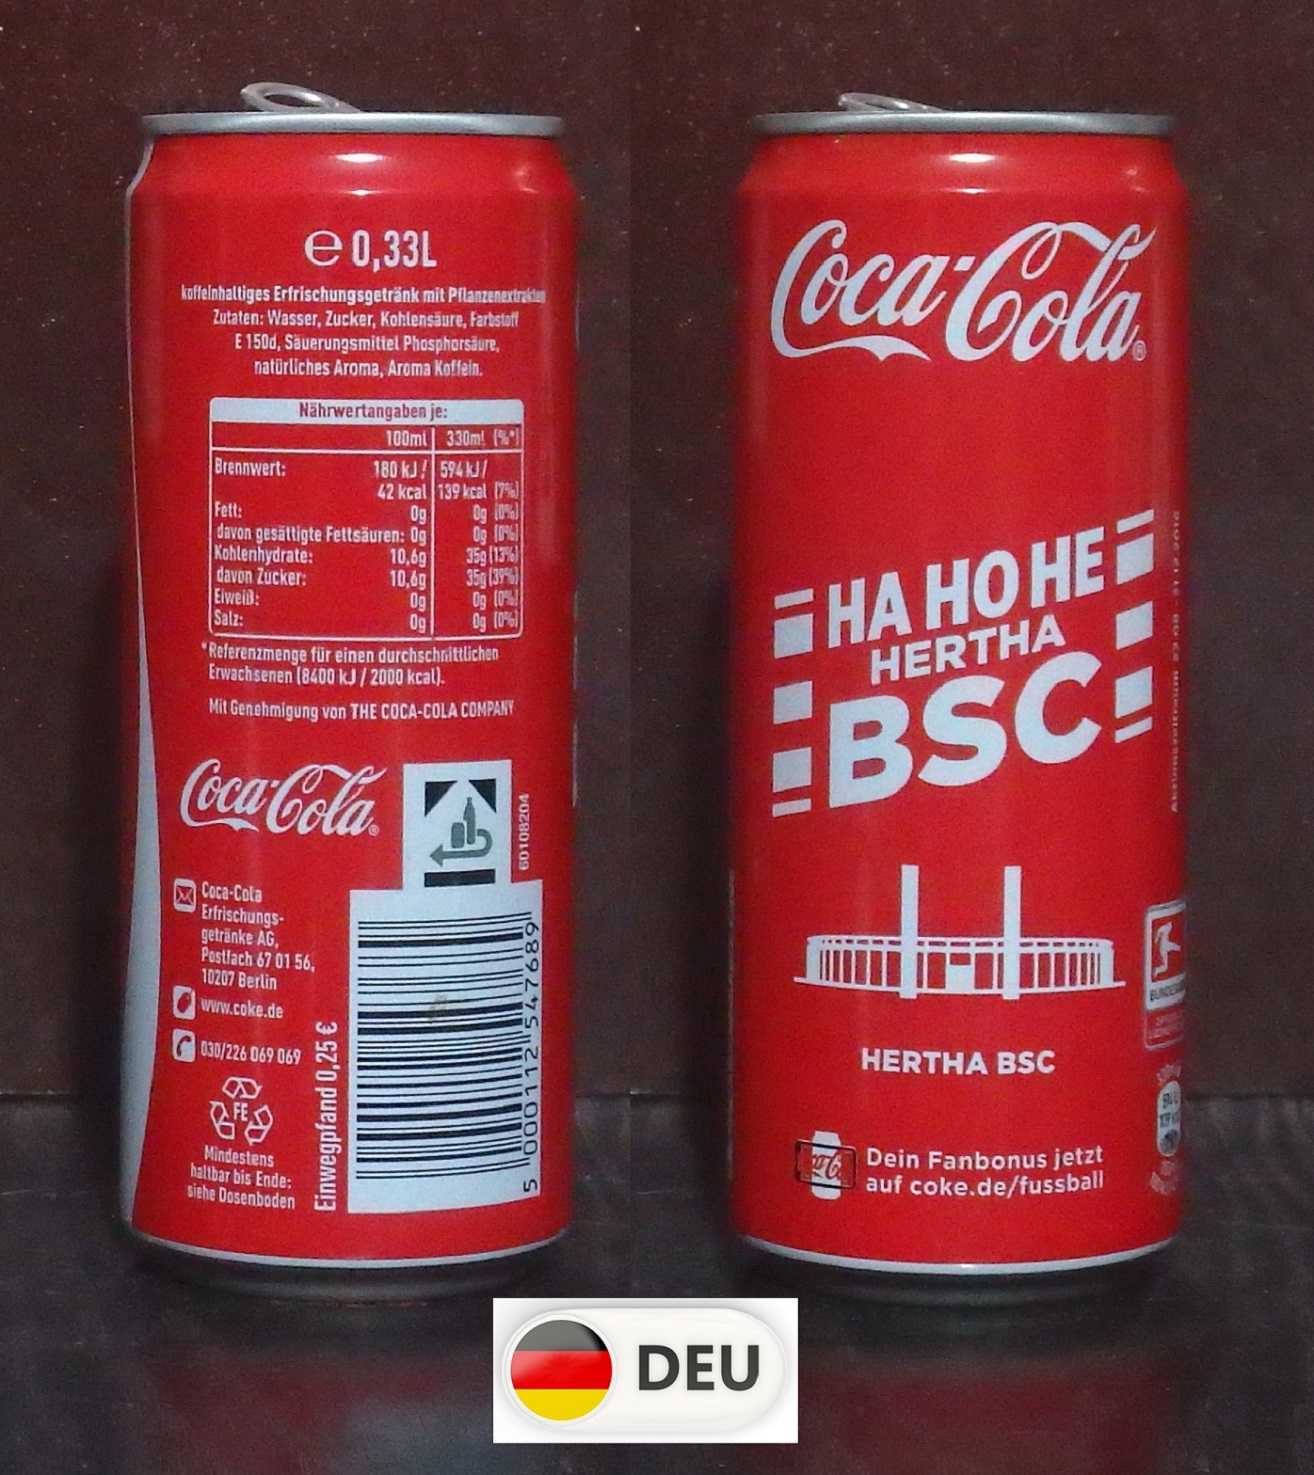 ℮ 0,33L
koffeinhaltiges Erfrischungsgetränk mit Pflanzenextrakten
Zutaten: Wasser, Zucker, Kohlensäure, Farbstoff
E 150d, Säuerungsmittel Phosphorsäure,
natürliches Aroma, Aroma Koffein.
Nährwertangaben je:
100ml 330ml (%*)
Brennwert: 180 kJ / 594 kJ /
42 kcal 139 kcal (7%)
Fett: 0g 0g (0%)
davon gesättigte Fettsäuren: 0g 0g (0%)
Kohlenhydrate: 10,6g 35g (13%)
davon Zucker: 10,6g 35g (39%)
Eiweiß: 0g 0g (0%)
Salz: 0g 0g (0%)
*Referenzmenge für einen durchschnittlichen
Erwachsenen (8400 kJ / 2000 kcal).
Mit Genehmigung von THE COCA-COLA COMPANY
Coca-Cola®
60108204
Coca-Cola
Erfrischungs-
getränke AG,
Postfach 67 01 56,
10207 Berlin
www.coke.de
030/226 069 069
FE
Mindestens
haltbar bis Ende:
siehe Dosenboden
Einwegpfand 0,25 €
5 000112 547689
Coca-Cola®
HA HO HE
HERTHA
BSC
HERTHA BSC
Dein Fanbonus jetzt
auf coke.de/fussball
DEU